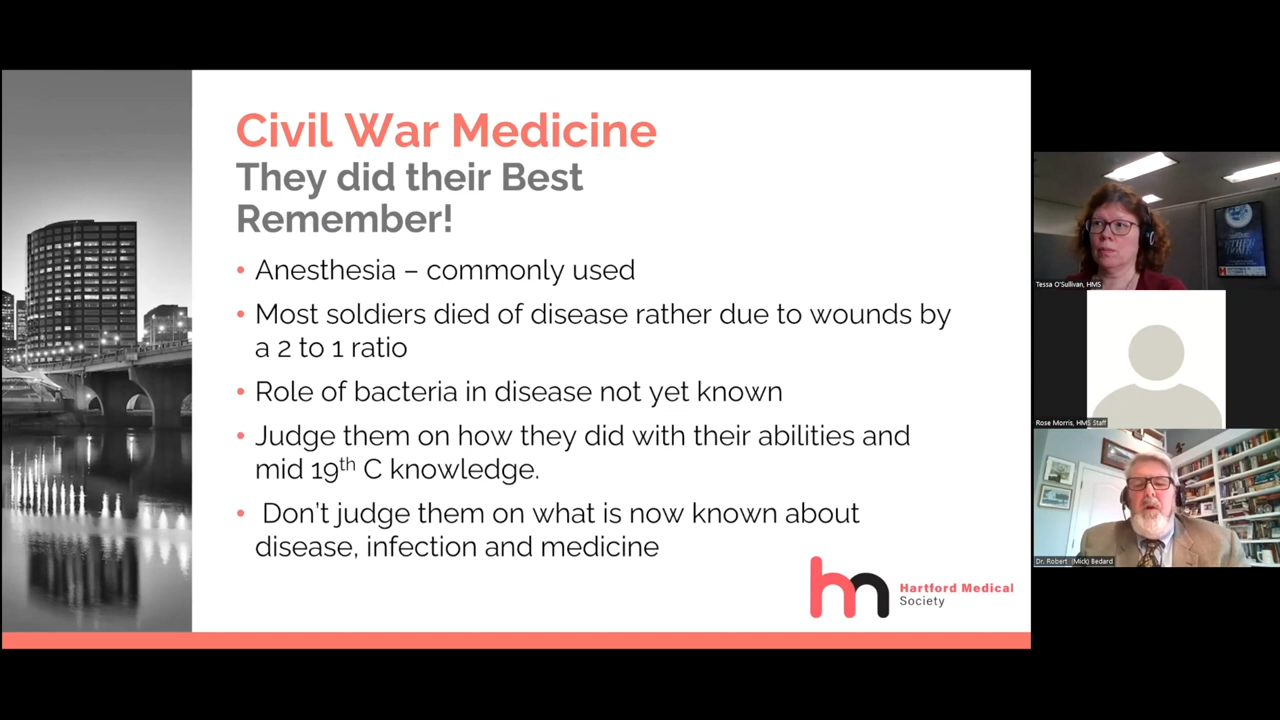 Civil War Medicine
They did their Best
Remember!
• Anesthesia – commonly used
• Most soldiers died of disease rather due to wounds by
a 2 to 1 ratio
• Role of bacteria in disease not yet known
• Judge them on how they did with their abilities and
mid 19th C knowledge.
• Don't judge them on what is now known about
disease, infection and medicine
hm Hartford Medical
Society
Tessa O'Sullivan, HMS
Rose Morris, HMS Staff
Dr. Robert (Mick) Bedard